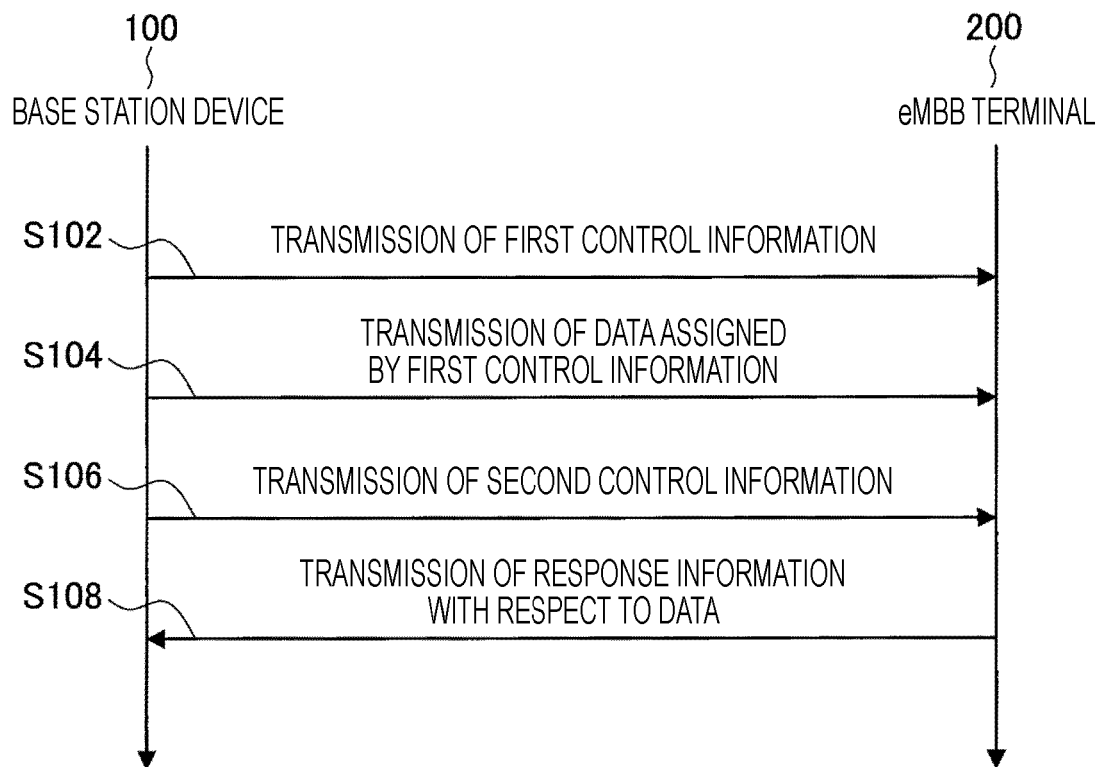 100
200
BASE STATION DEVICE
eMBB TERMINAL
S102
TRANSMISSION OF FIRST CONTROL INFORMATION
S104
TRANSMISSION OF DATA ASSIGNED
BY FIRST CONTROL INFORMATION
S106
TRANSMISSION OF SECOND CONTROL INFORMATION
S108
TRANSMISSION OF RESPONSE INFORMATION
WITH RESPECT TO DATA